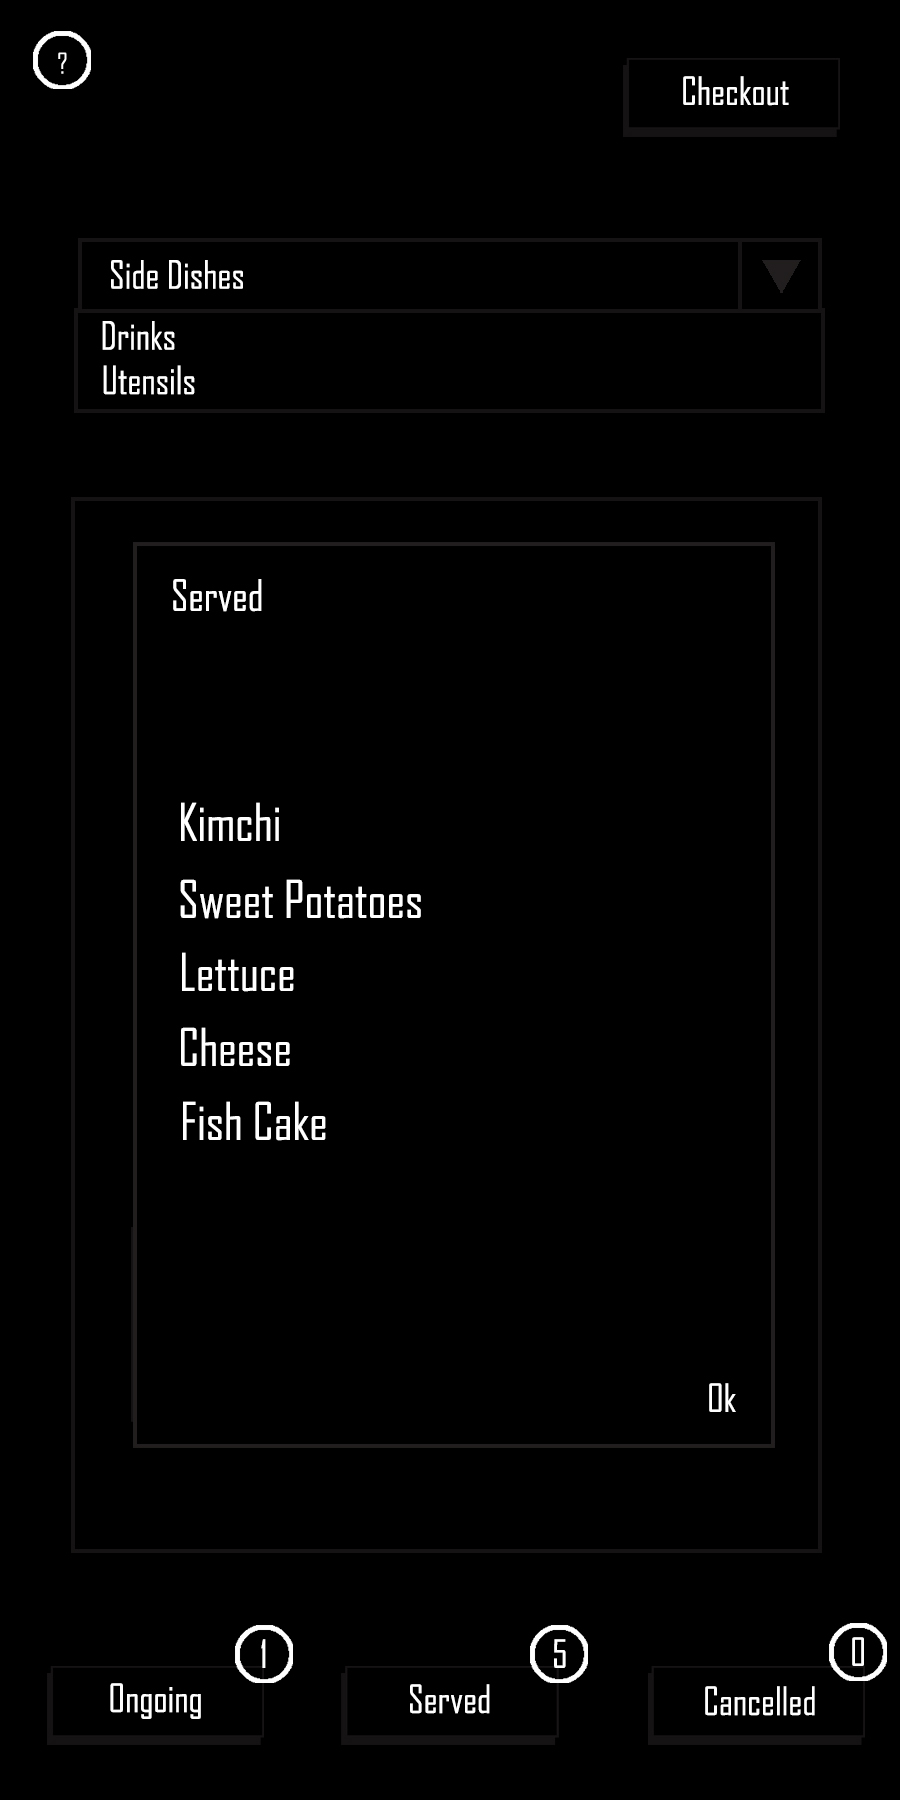 ?
Checkout
Side Dishes
Drinks
Utensils
Served
Kimchi
Sweet Potatoes
Lettuce
Cheese
Fish Cake
Ok
1
5
0
Ongoing
Served
Cancelled